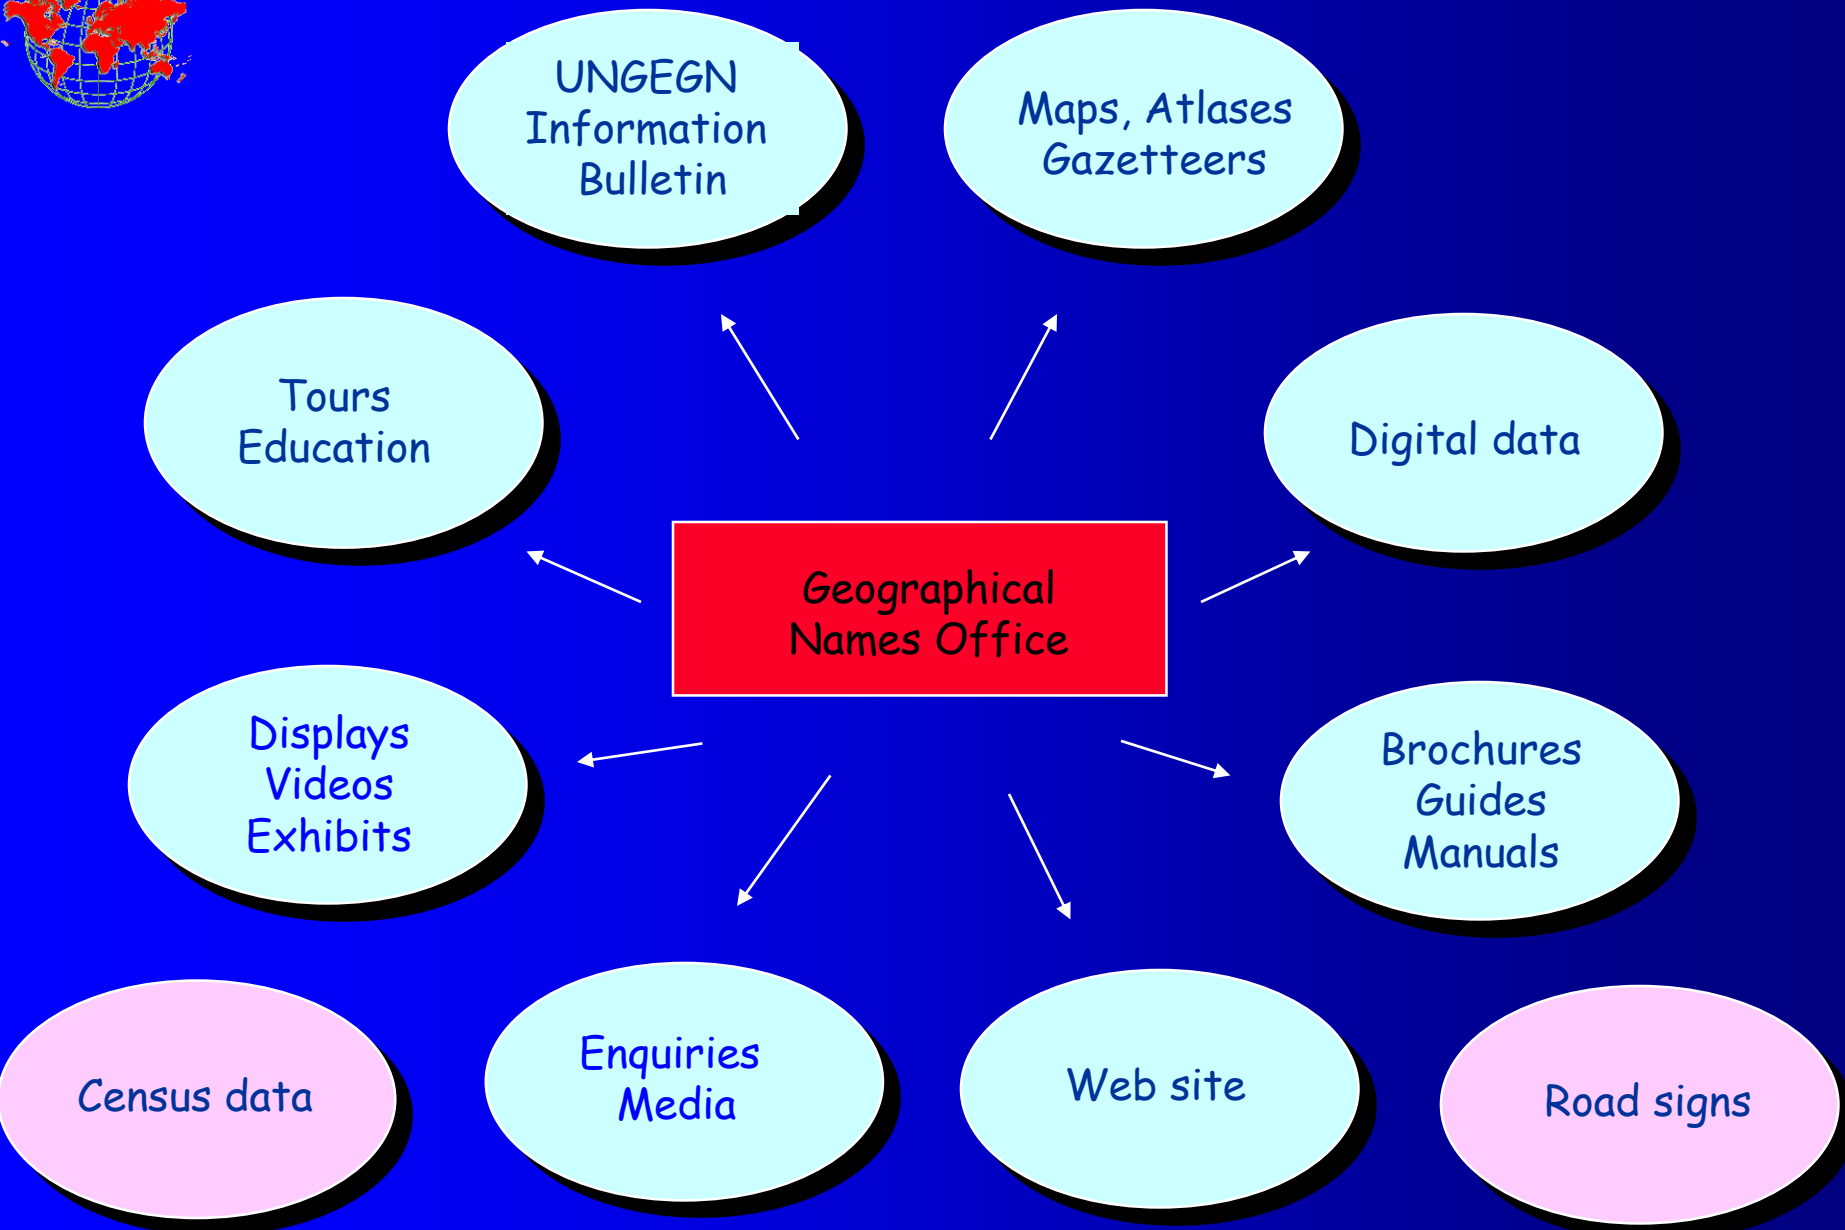 UNGEGN
Information
Bulletin
Maps, Atlases
Gazetteers
Tours
Education
Digital data
Geographical
Names Office
Displays
Videos
Exhibits
Brochures
Guides
Manuals
Census data
Enquiries
Media
Web site
Road signs